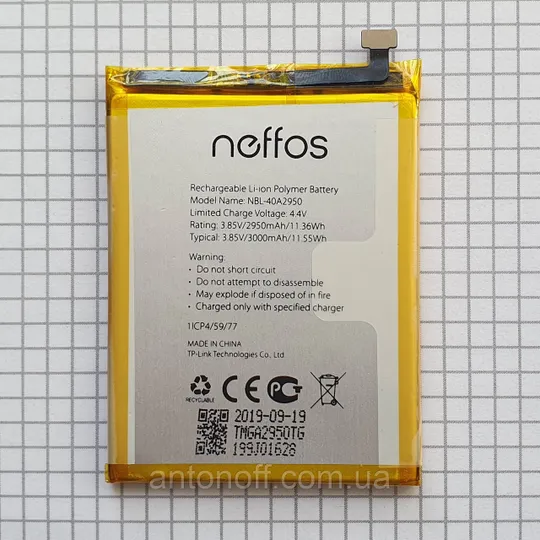 neffos
Rechargeable Li-ion Polymer Battery
Model Name: NBL-40A2950
Limited Charge Voltage: 4.4V
Rating: 3.85V/2950mAh/11.36Wh
Typical: 3.85V/3000mAh/11.55Wh
Warning:
• Do not short circuit
• Do not attempt to disassemble
• May explode if disposed of in fire
• Charged only with specified charger
1ICP4/59/77
MADE IN CHINA
TP-Link Technologies Co., Ltd.
RECYCLABLE
2019-09-19
TMGA2950TG
199J01628
antonoff.com.ua